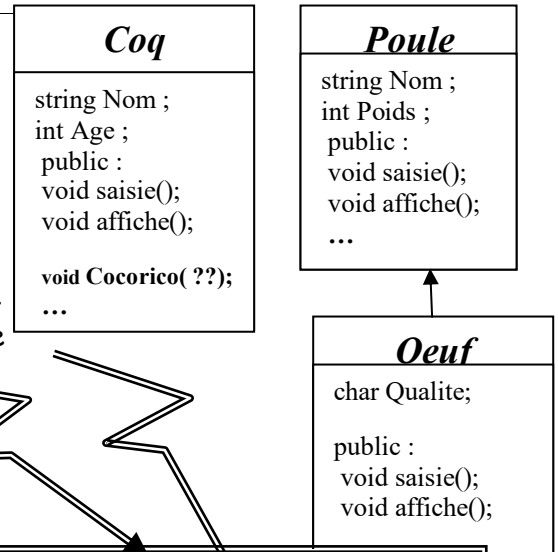 Coq
string Nom ;
int Age ;
public :
void saisie();
void affiche();
void Cocorico( ??);
…
Poule
string Nom ;
int Poids ;
public :
void saisie();
void affiche();
…
Oeuf
char Qualite;
public :
void saisie();
void affiche();